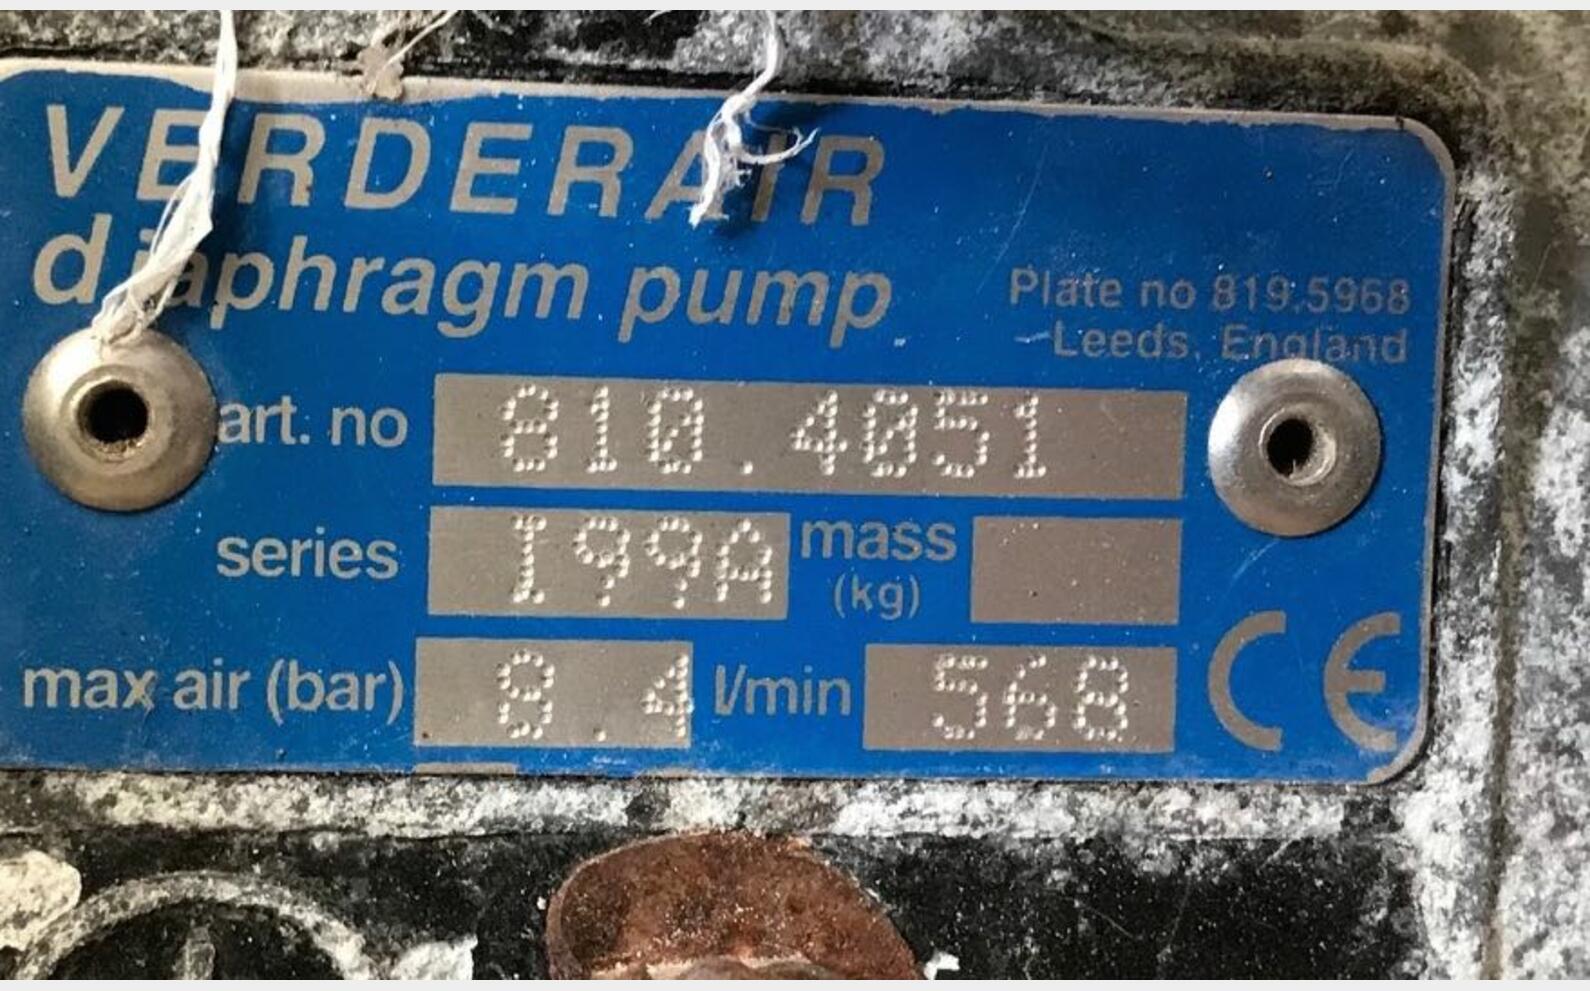 VERDERAIR
diaphragm pump
Plate no 819.5968
Leeds, England
art. no 810.4051
series I99A mass
(kg)
max air (bar) 8.4 l/min 568 CE